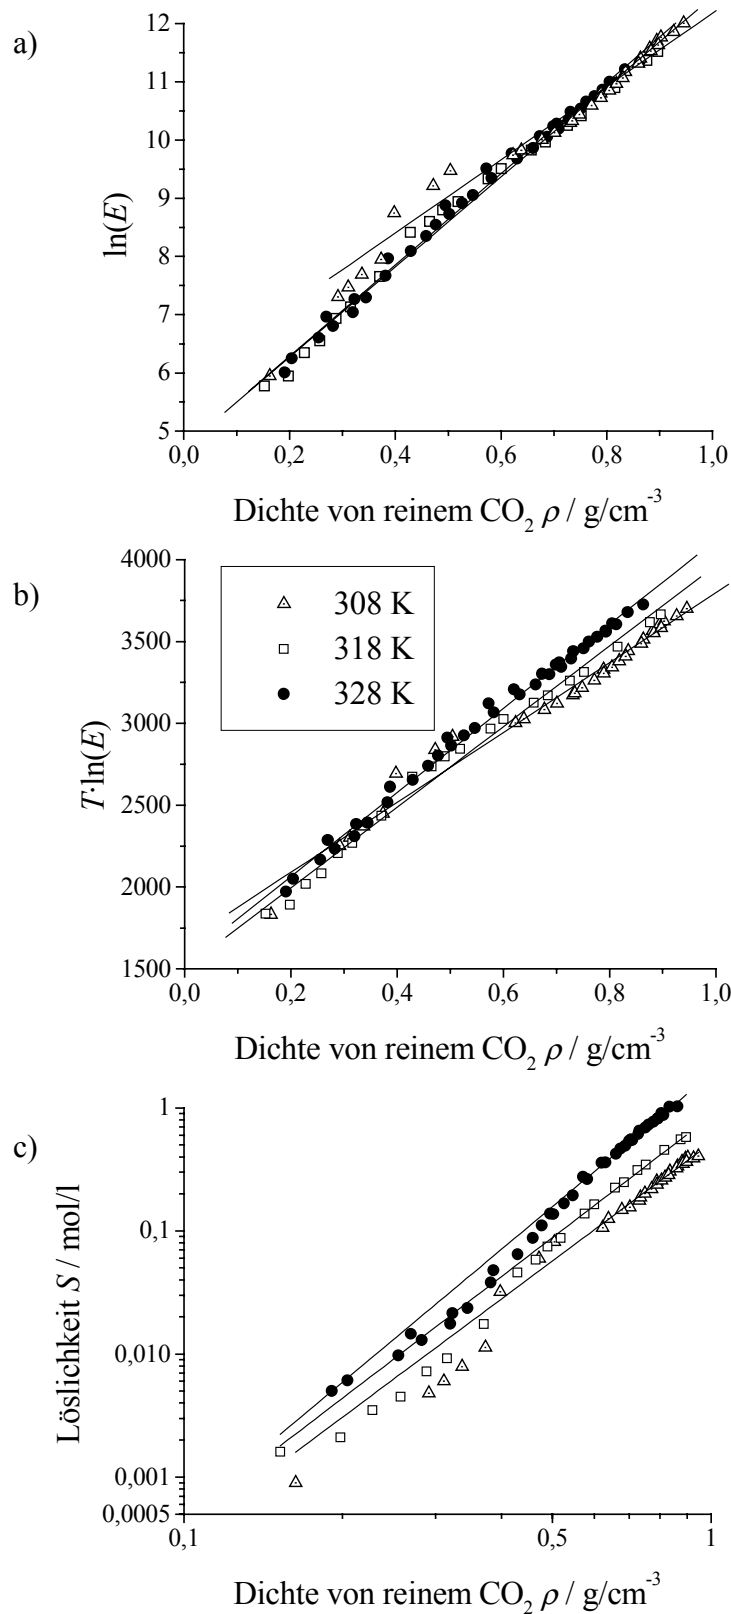 a)
ln(E)
12
11
10
9
8
7
6
5
0,0 0,2 0,4 0,6 0,8 1,0
Dichte von reinem CO₂ ρ / g/cm⁻³
b)
T·ln(E)
4000
3500
3000
2500
2000
1500
308 K
318 K
328 K
0,0 0,2 0,4 0,6 0,8 1,0
Dichte von reinem CO₂ ρ / g/cm⁻³
c)
Löslichkeit S / mol/l
1
0,1
0,010
0,001
0,0005
0,1 0,5 1
Dichte von reinem CO₂ ρ / g/cm⁻³